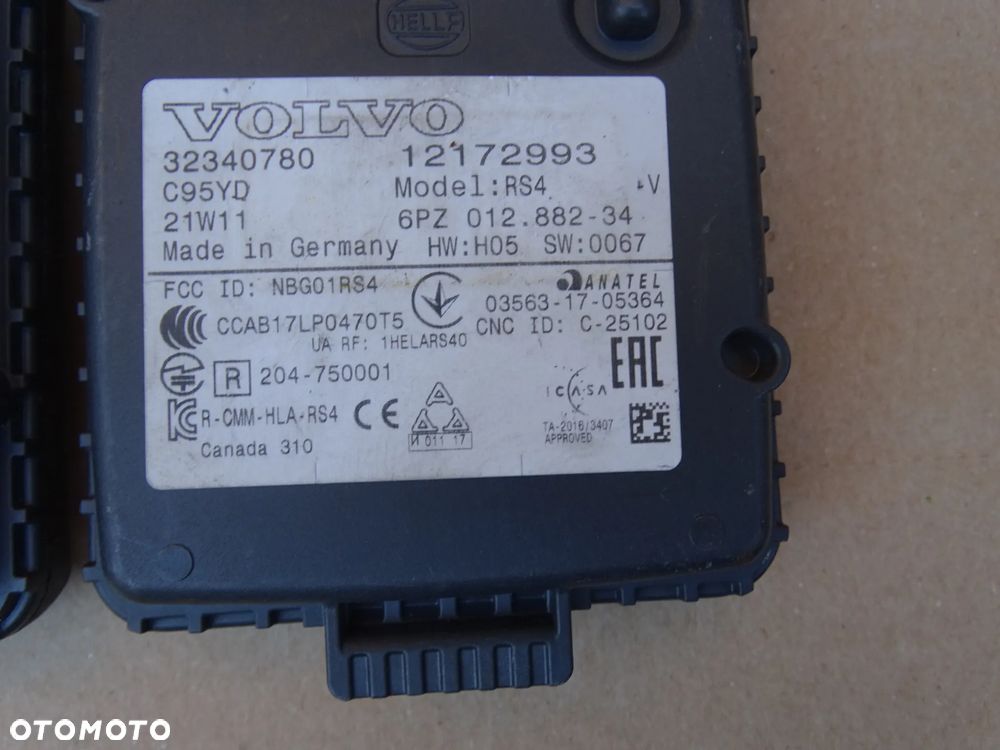 HELLA
VOLVO
32340780 12172993
C95YD Model:RS4 -V
21W11 6PZ 012.882-34
Made in Germany HW:H05 SW:0067
FCC ID: NBG01RS4 ANATEL
03563-17-05364
CCAB17LP0470T5 CNC ID: C-25102
UA RF: 1HELARS40
R 204-750001 EAC
ICASA
R-CMM-HLA-RS4 CE
TA-2016/3407
APPROVED
И 011 17
Canada 310
OTOMOTO